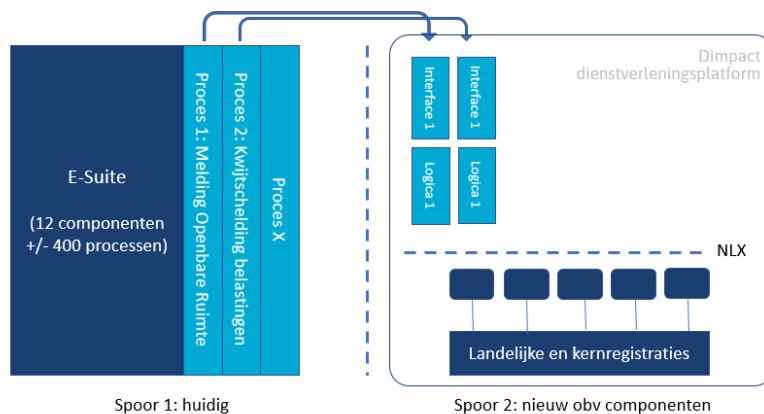 E-Suite
(12 componenten
+/- 400 processen)
Proces 1: Melding Openbare
Ruimte
Proces 2: Kwijtschelding belastingen
Proces X
Dimpact
dienstverleningsplatform
Interface 1
Interface 1
Logica 1
Logica 1
NLX
Landelijke en kernregistraties
Spoor 1: huidig
Spoor 2: nieuw obv componenten